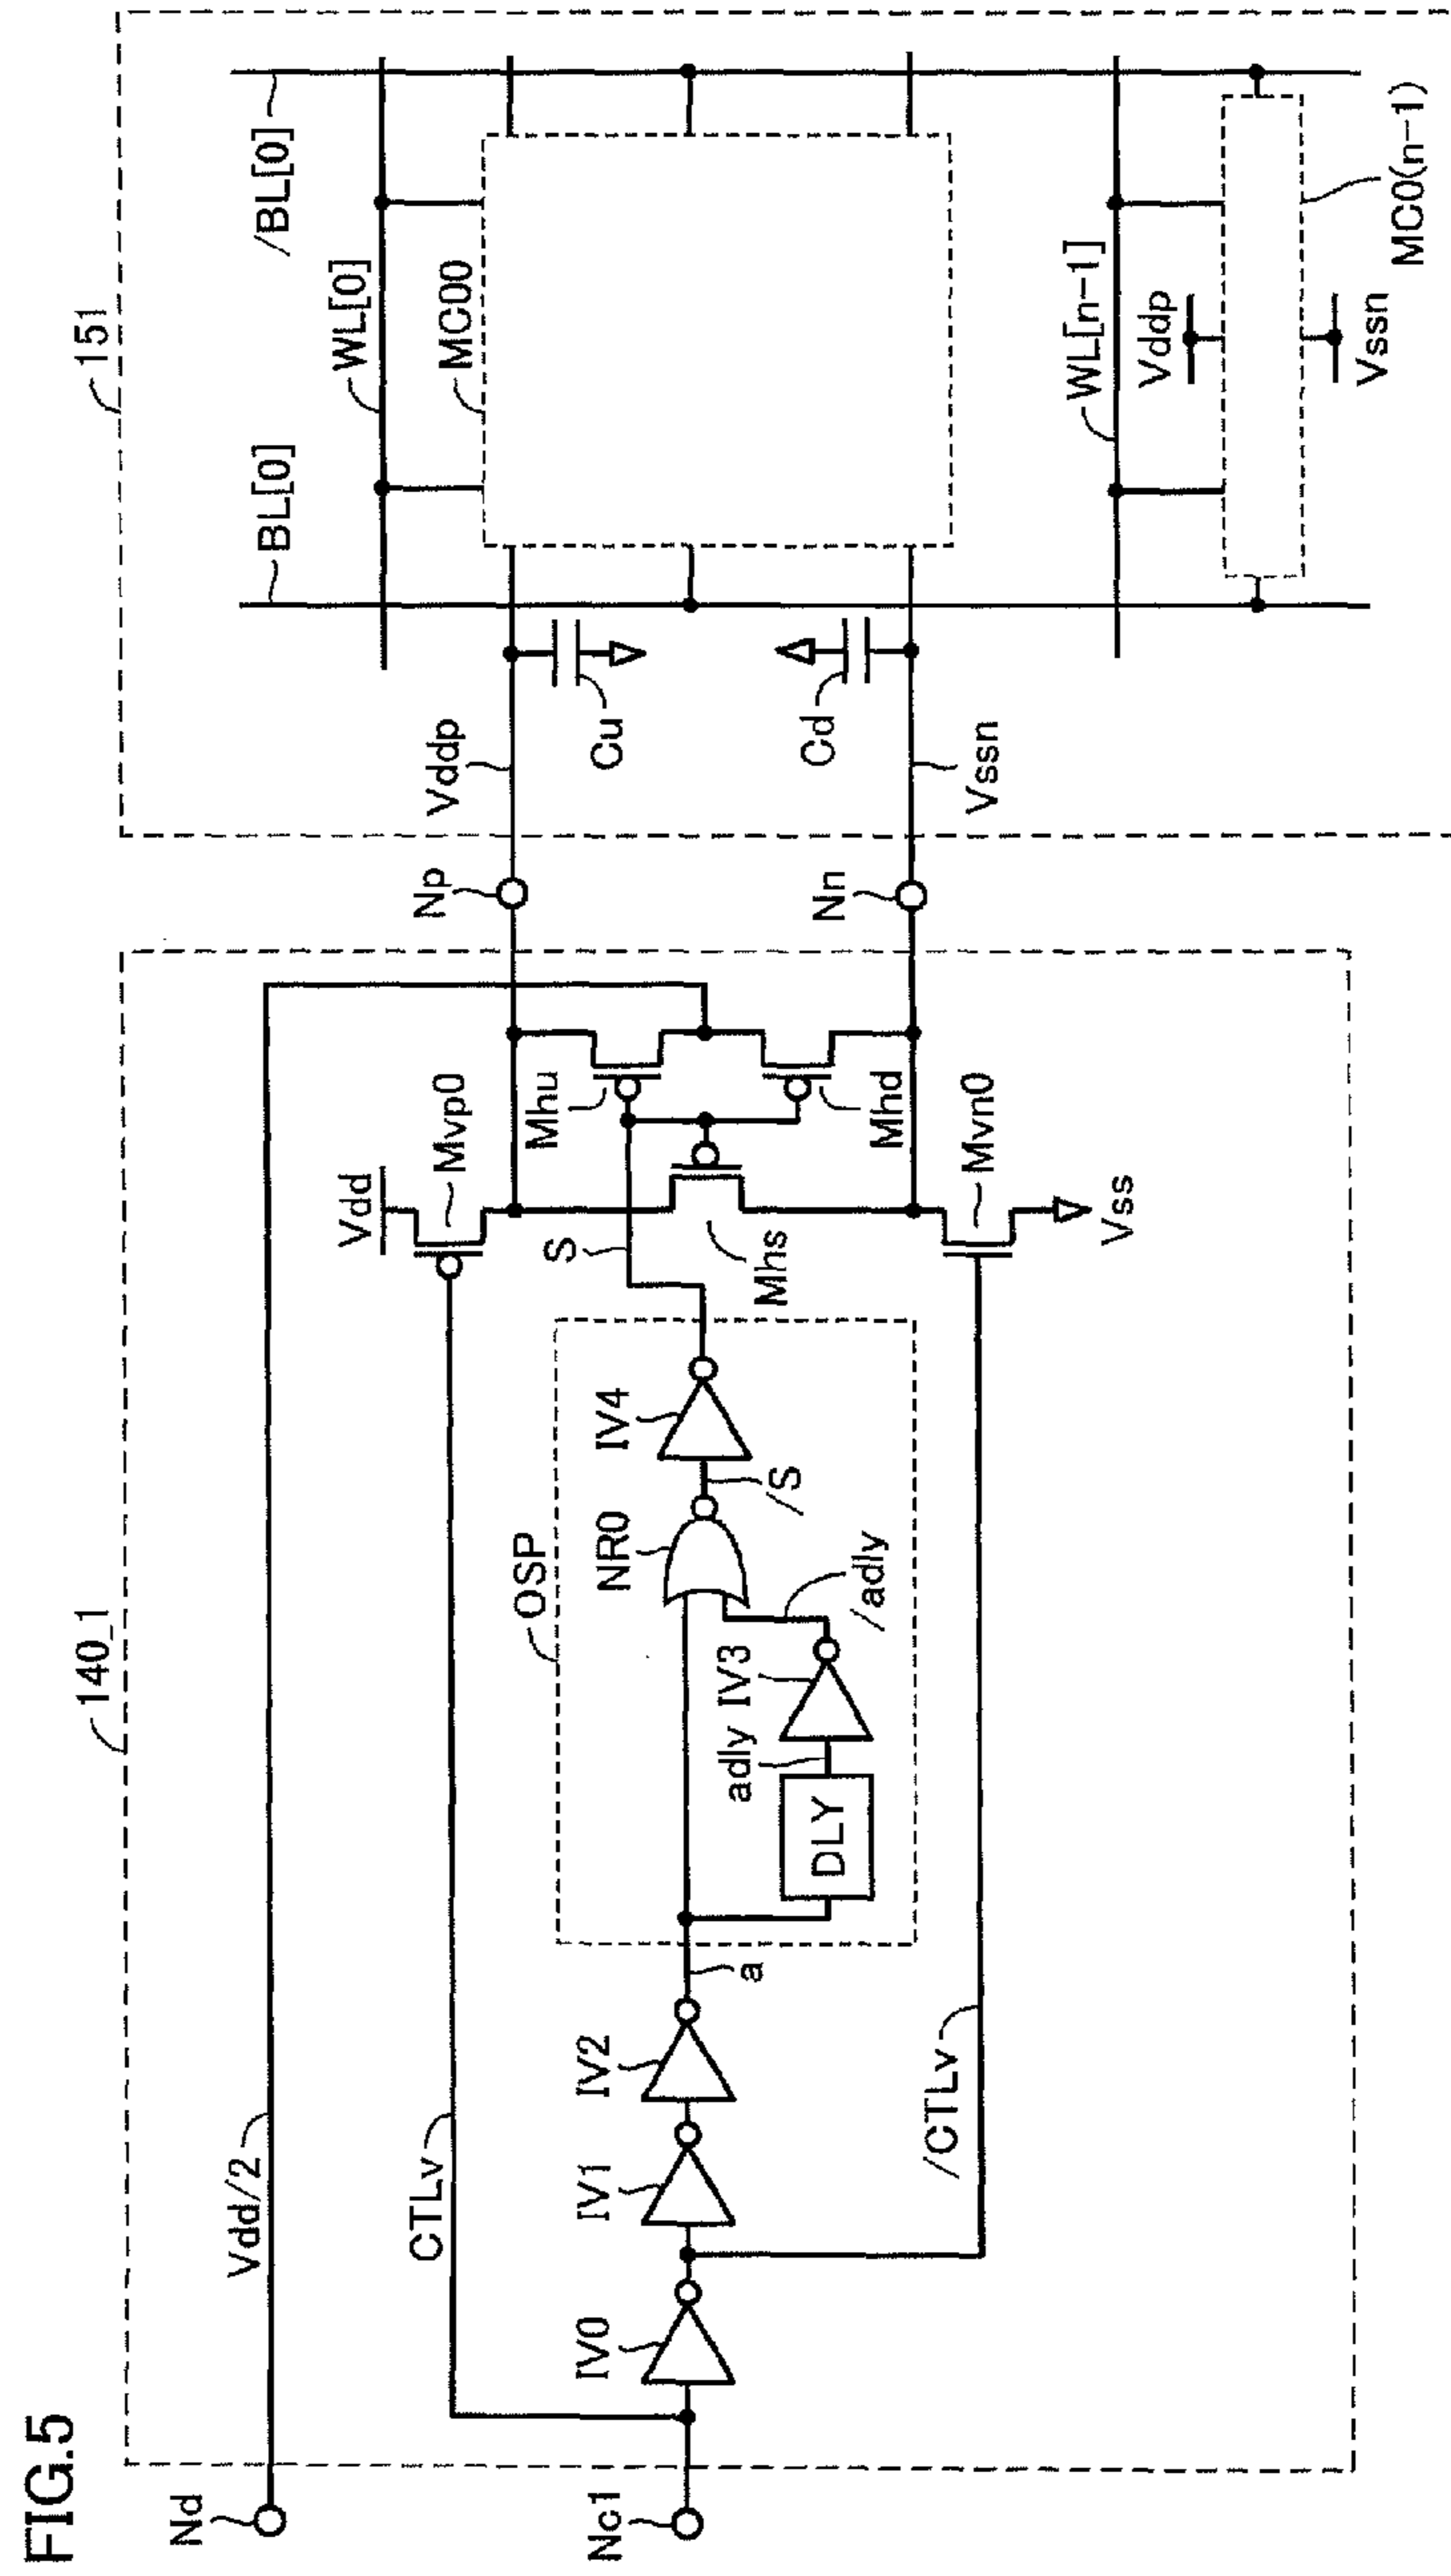 FIG.5
140_1
151
Nd
Vdd/2
CTLv
Vdd
Mvp0
Np
Vddp
BL[0]
/BL[0]
WL[0]
MC00
Mhu
S
Cu
OSP
IV4
NR0
/S
Mhs
Nc1
IV0
IV1
IV2
a
DLY
adly
IV3
/adly
Mhd
Cd
Nn
Vssn
/CTLv
Mvn0
Vss
WL[n-1]
Vddp
Vssn
MC0(n-1)